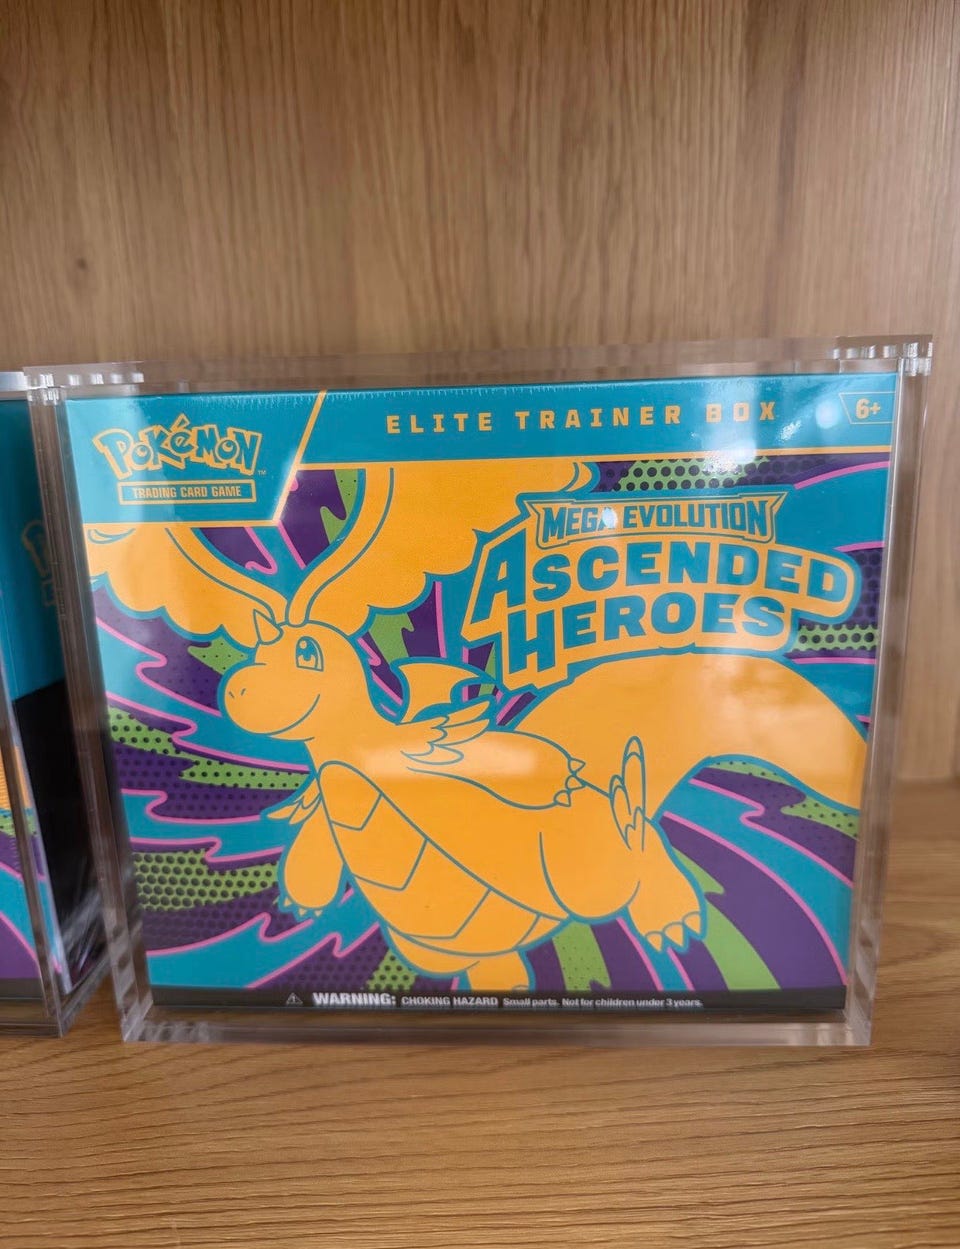 POKéMON
TRADING CARD GAME
ELITE TRAINER BOX
6+
MEGA EVOLUTION
ASCENDED
HEROES
WARNING: CHOKING HAZARD Small parts. Not for children under 3 years.